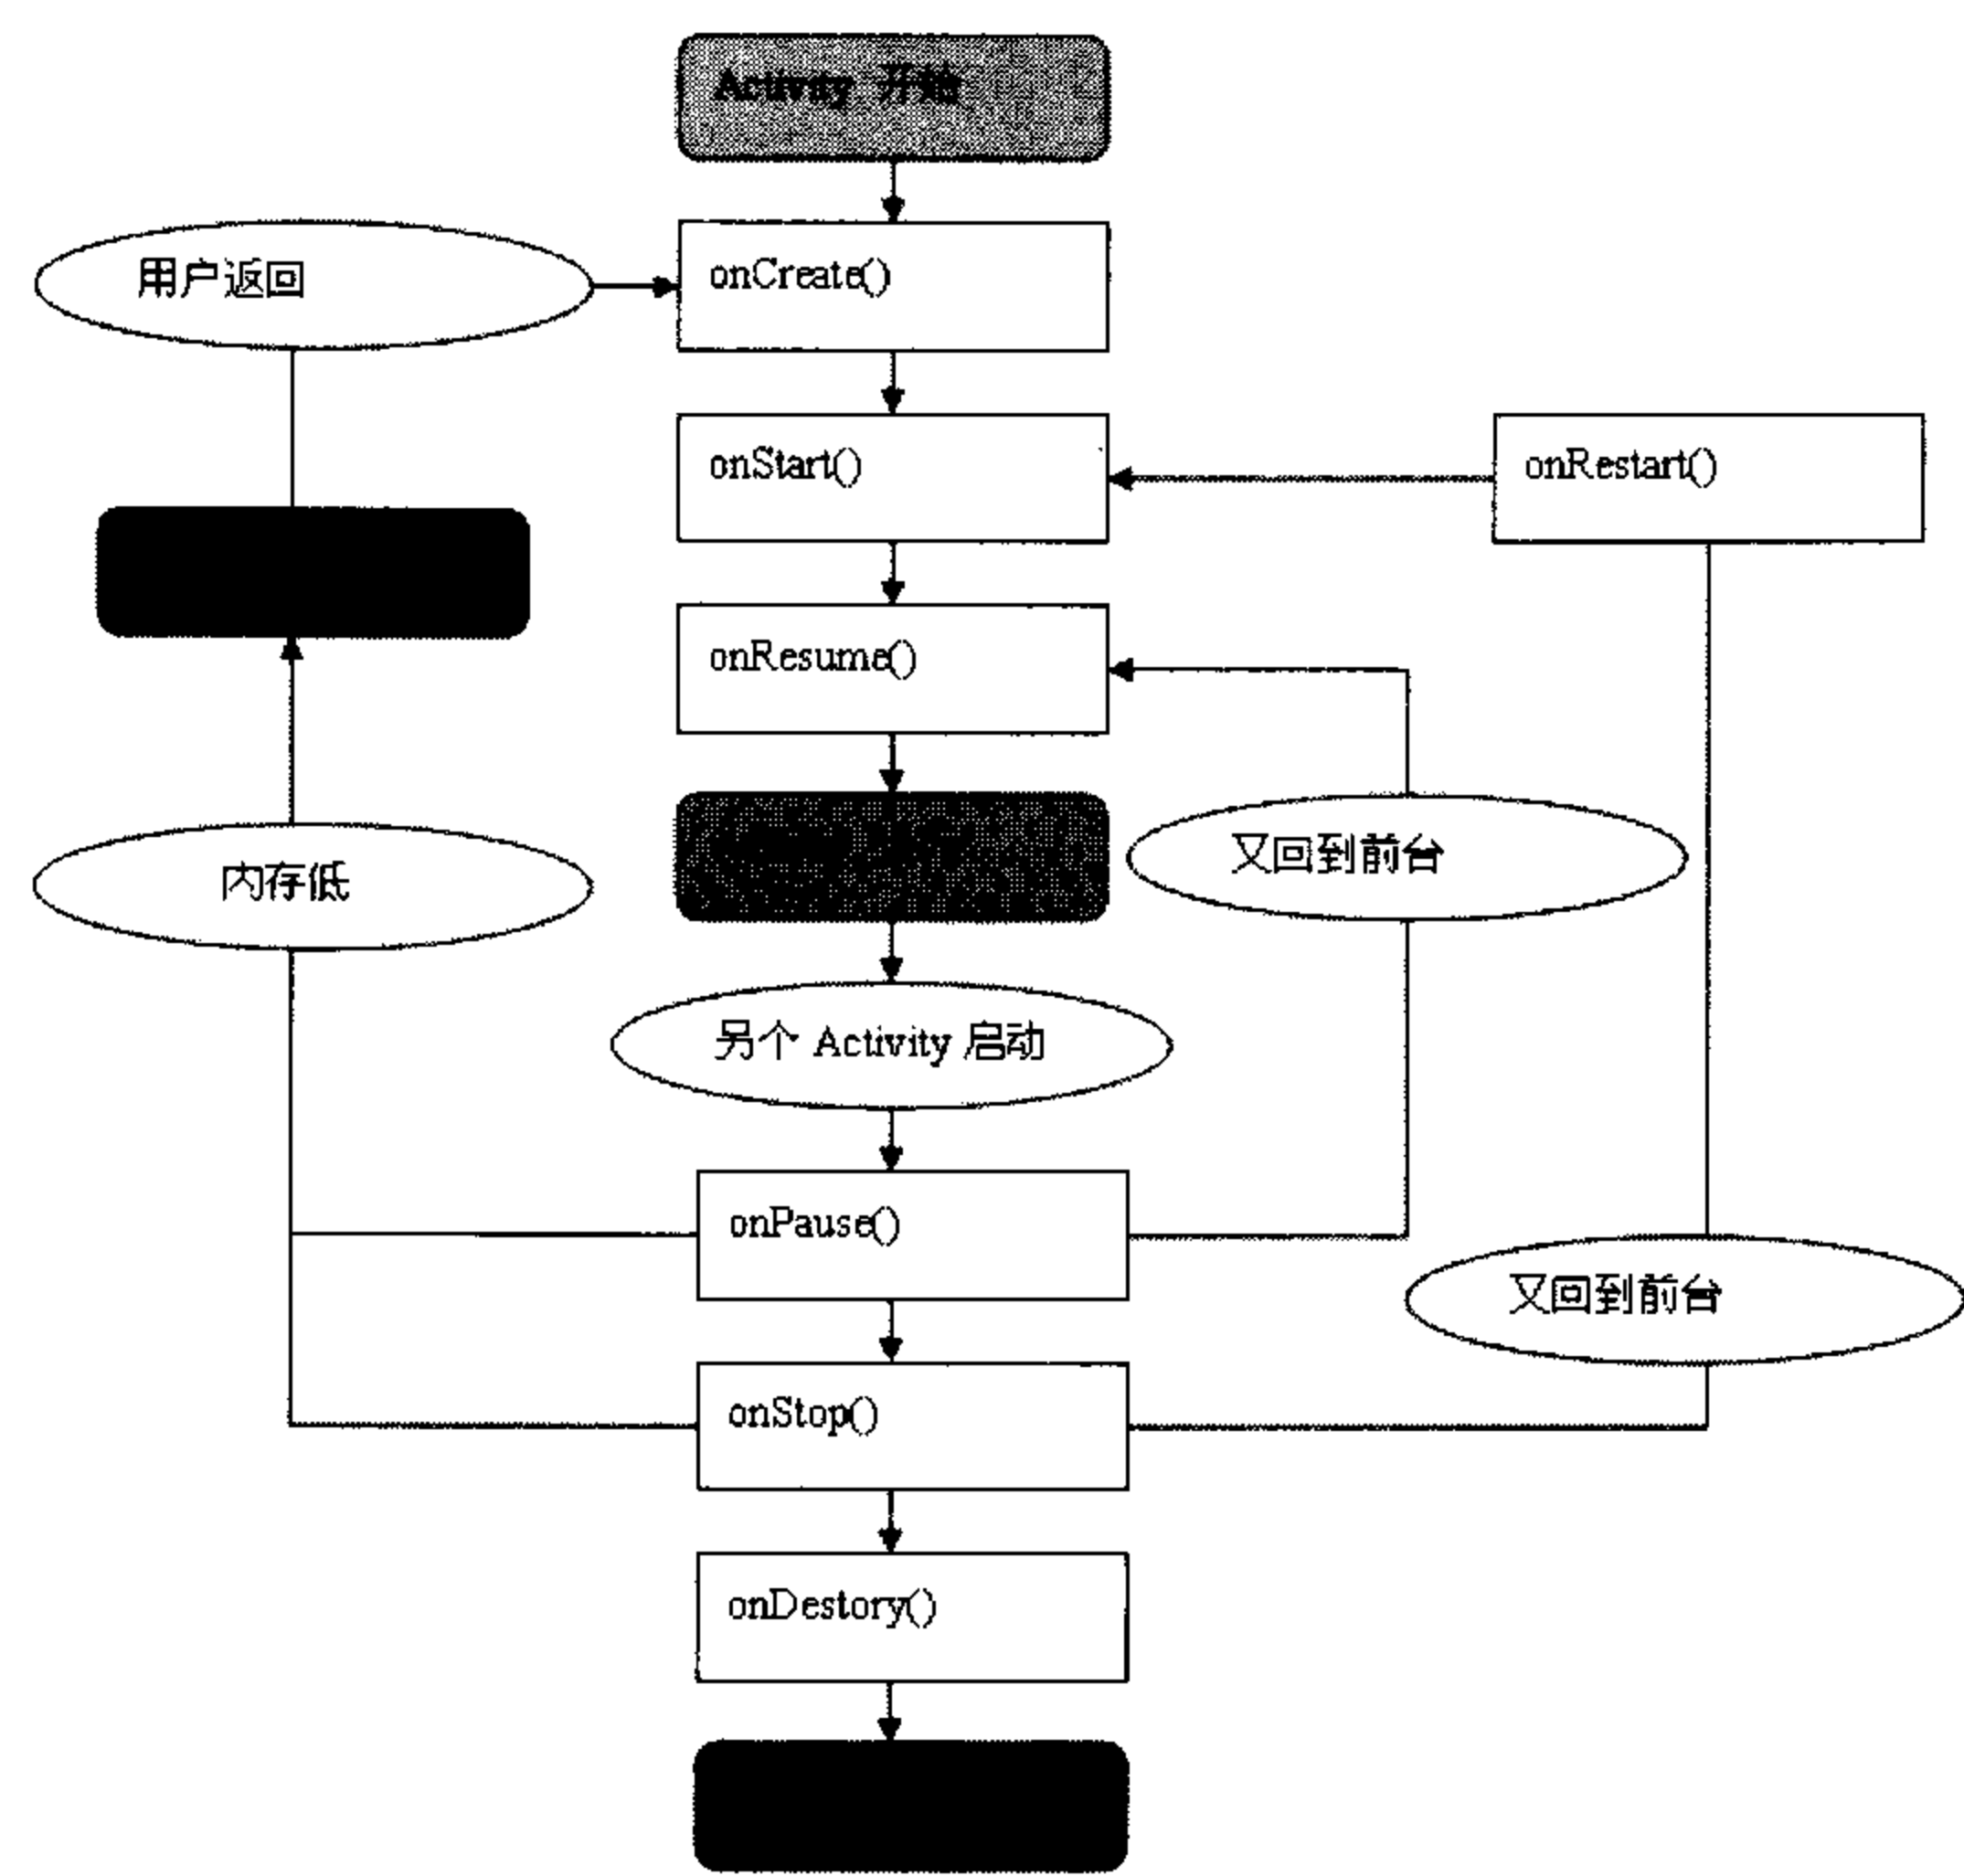 Activity 开始
用户返回
onCreate()
onStart()
onRestart()
onResume()
内存低
又回到前台
另个 Activity 启动
onPause()
又回到前台
onStop()
onDestory()